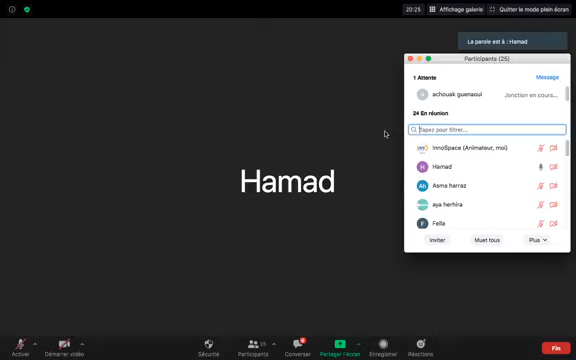 20:25
Affichage galerie
Quitter le mode plein écran
La parole est à : Hamad
Participants (25)
1 Attente
Message
A
achouak guenaoui
Jonction en cours...
24 En réunion
Tapez pour filtrer...
InnoSpace (Animateur, moi)
H
Hamad
Ah
Asma harraz
aya herhira
F
Fella
Inviter
Muet tous
Plus
Hamad
Activer
Démarrer vidéo
Sécurité
Participants
25
Converser
Partager l'écran
Enregistrer
Réactions
Fin